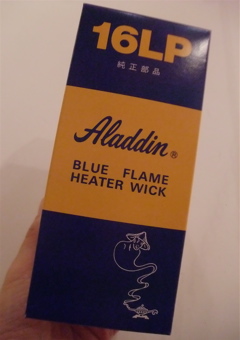 16LP
純正部品
Aladdin®
BLUE FLAME
HEATER WICK